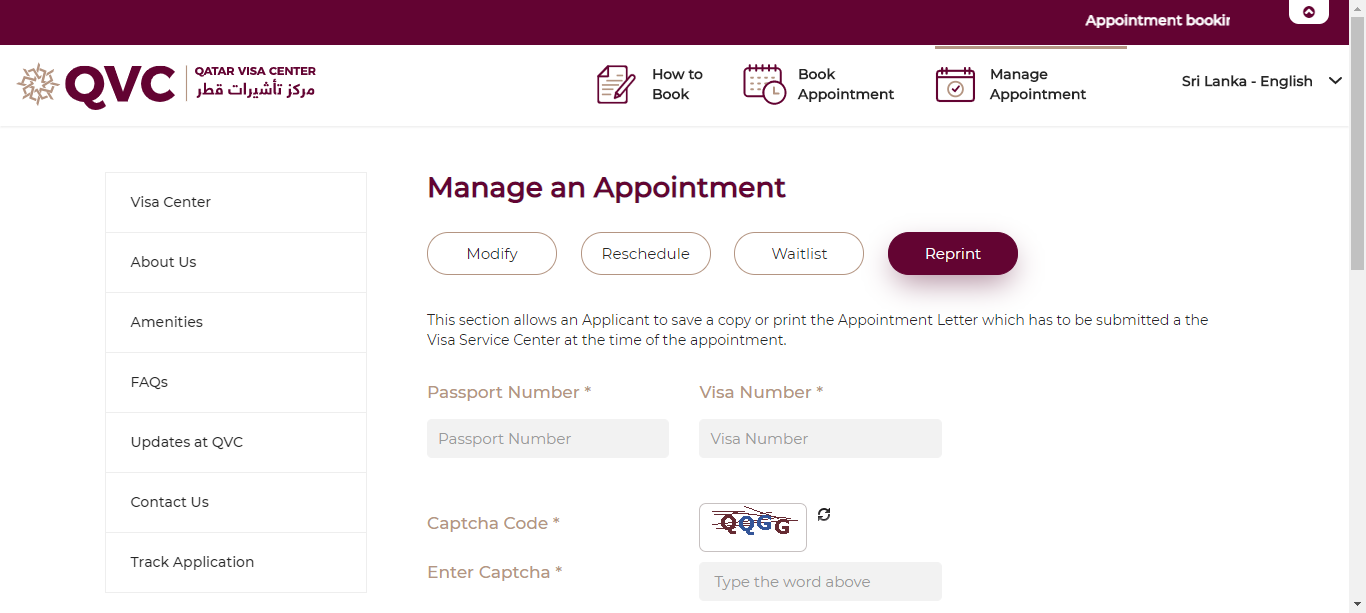 Appointment bookin
QVC
QATAR VISA CENTER
مركز تأشيرات قطر
How to
Book
Book
Appointment
Manage
Appointment
Sri Lanka - English
Visa Center
About Us
Amenities
FAQs
Updates at QVC
Contact Us
Track Application
Manage an Appointment
Modify
Reschedule
Waitlist
Reprint
This section allows an Applicant to save a copy or print the Appointment Letter which has to be submitted a the
Visa Service Center at the time of the appointment.
Passport Number *
Visa Number *
Passport Number
Visa Number
Captcha Code *
QQGG
Enter Captcha *
Type the word above